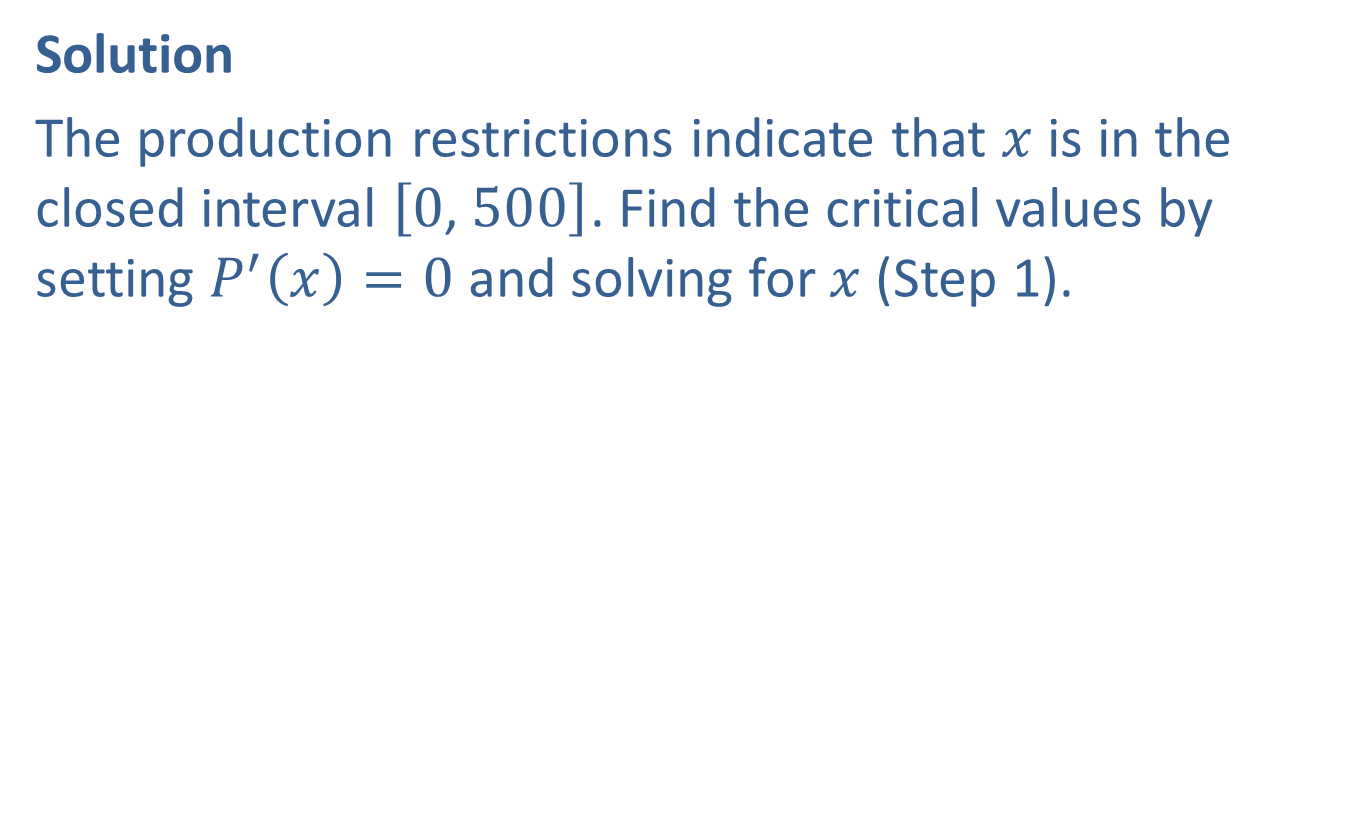 Solution
The production restrictions indicate that 𝑥 is in the
closed interval [0, 500]. Find the critical values by
setting 𝑃′(𝑥) = 0 and solving for 𝑥 (Step 1).